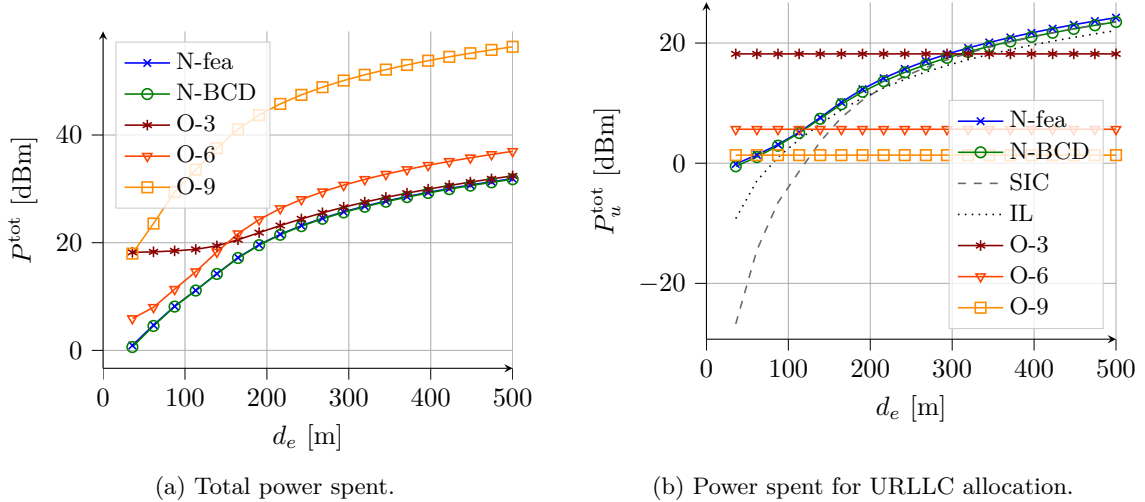 P^tot [dBm]
40
20
0
N-fea
N-BCD
O-3
O-6
O-9
0 100 200 300 400 500
d_e [m]
(a) Total power spent.
P_u^tot [dBm]
20
0
−20
N-fea
N-BCD
SIC
IL
O-3
O-6
O-9
0 100 200 300 400 500
d_e [m]
(b) Power spent for URLLC allocation.